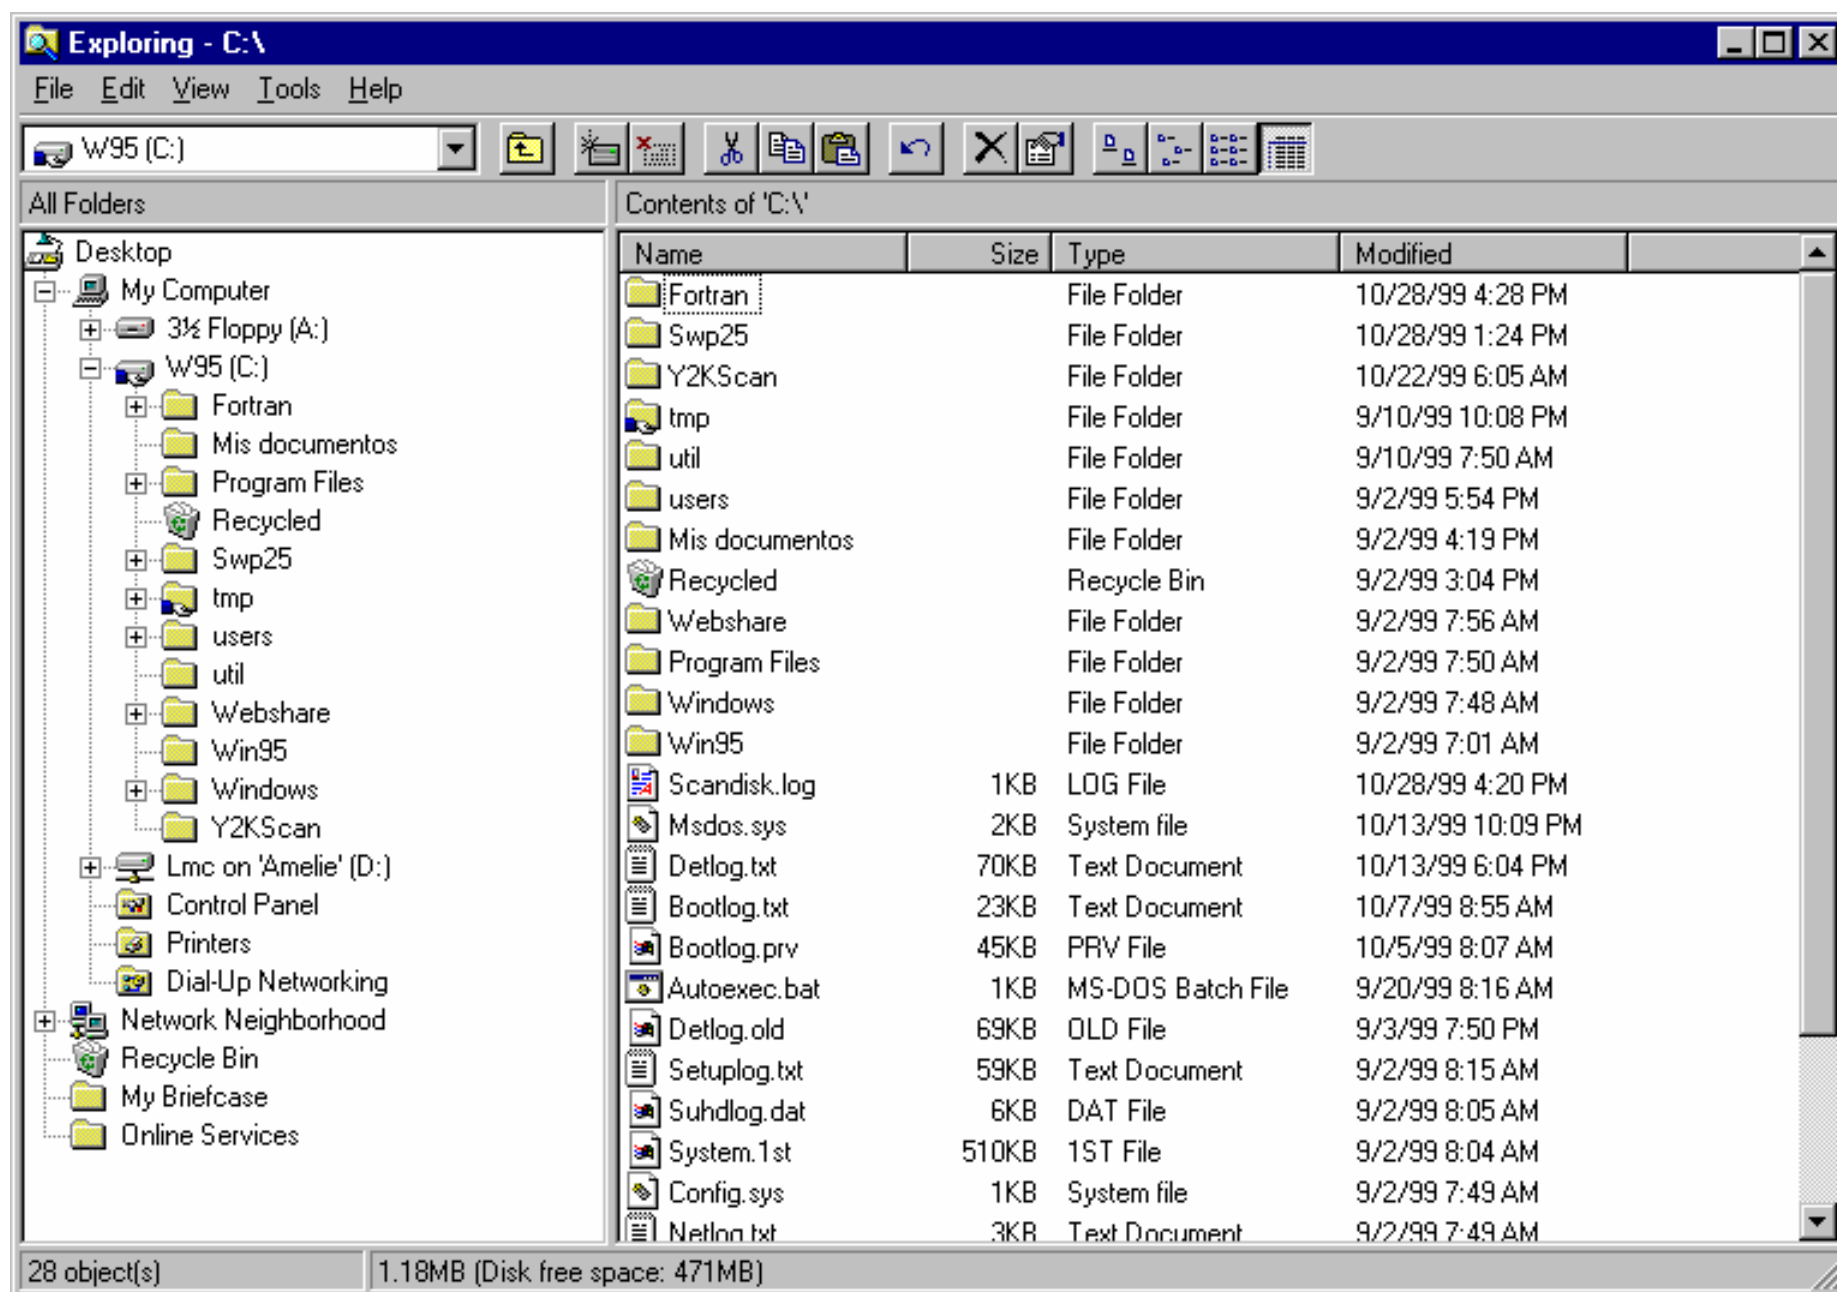 Exploring - C:\
File Edit View Tools Help
W95 (C:)
All Folders
Contents of 'C:\'
Desktop
My Computer
3½ Floppy (A:)
W95 (C:)
Fortran
Mis documentos
Program Files
Recycled
Swp25
tmp
users
util
Webshare
Win95
Windows
Y2KScan
Lmc on 'Amelie' (D:)
Control Panel
Printers
Dial-Up Networking
Network Neighborhood
Recycle Bin
My Briefcase
Online Services
Name Size Type Modified
Fortran File Folder 10/28/99 4:28 PM
Swp25 File Folder 10/28/99 1:24 PM
Y2KScan File Folder 10/22/99 6:05 AM
tmp File Folder 9/10/99 10:08 PM
util File Folder 9/10/99 7:50 AM
users File Folder 9/2/99 5:54 PM
Mis documentos File Folder 9/2/99 4:19 PM
Recycled Recycle Bin 9/2/99 3:04 PM
Webshare File Folder 9/2/99 7:56 AM
Program Files File Folder 9/2/99 7:50 AM
Windows File Folder 9/2/99 7:48 AM
Win95 File Folder 9/2/99 7:01 AM
Scandisk.log 1KB LOG File 10/28/99 4:20 PM
Msdos.sys 2KB System file 10/13/99 10:09 PM
Detlog.txt 70KB Text Document 10/13/99 6:04 PM
Bootlog.txt 23KB Text Document 10/7/99 8:55 AM
Bootlog.prv 45KB PRV File 10/5/99 8:07 AM
Autoexec.bat 1KB MS-DOS Batch File 9/20/99 8:16 AM
Detlog.old 69KB OLD File 9/3/99 7:50 PM
Setuplog.txt 59KB Text Document 9/2/99 8:15 AM
Suhdlog.dat 6KB DAT File 9/2/99 8:05 AM
System.1st 510KB 1ST File 9/2/99 8:04 AM
Config.sys 1KB System file 9/2/99 7:49 AM
Netlog.txt 3KB Text Document 9/2/99 7:49 AM
28 object(s)
1.18MB (Disk free space: 471MB)